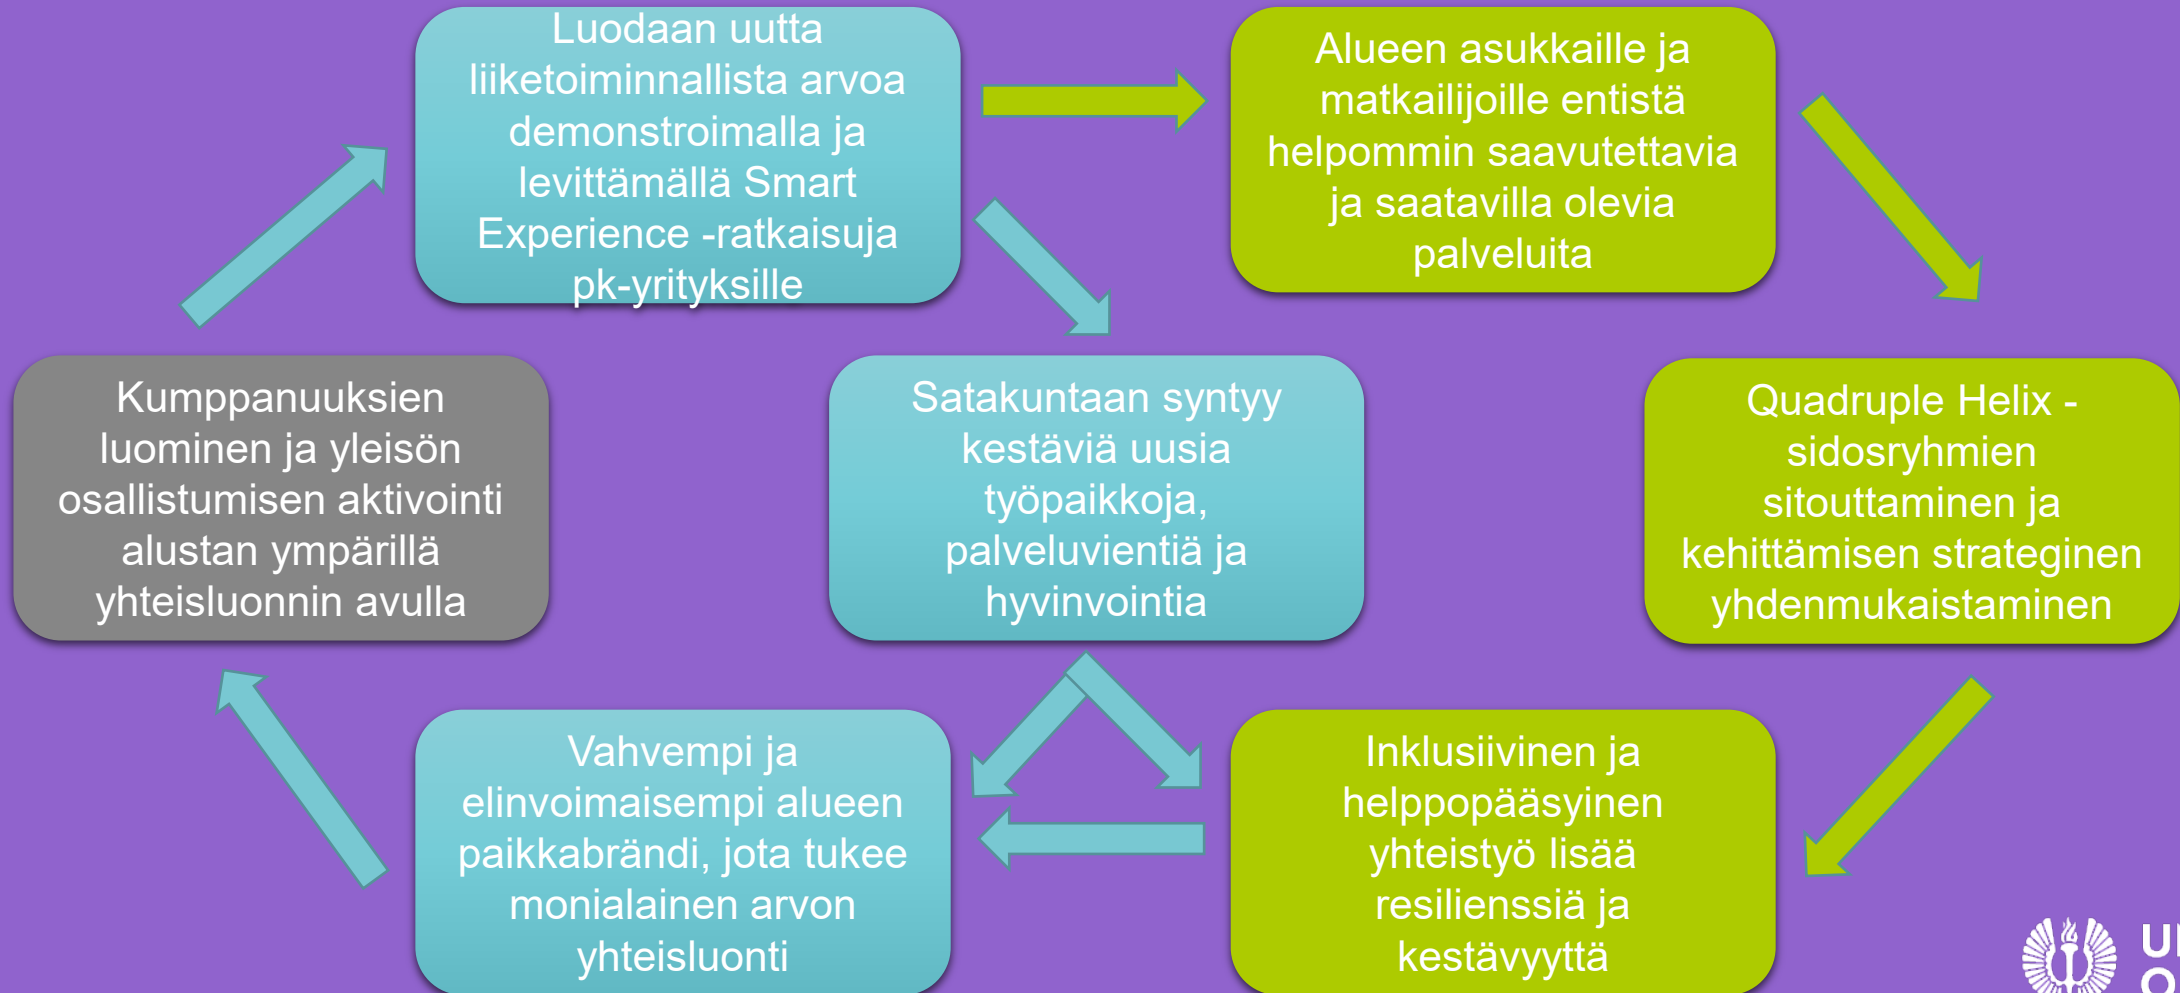 Luodaan uutta
liiketoiminnallista arvoa
demonstroimalla ja
levittämällä Smart
Experience -ratkaisuja
pk-yrityksille
Alueen asukkaille ja
matkailijoille entistä
helpommin saavutettavia
ja saatavilla olevia
palveluita
Kumppanuuksien
luominen ja yleisön
osallistumisen aktivointi
alustan ympärillä
yhteisluonnin avulla
Satakuntaan syntyy
kestäviä uusia
työpaikkoja,
palveluvientiä ja
hyvinvointia
Quadruple Helix -
sidosryhmien
sitouttaminen ja
kehittämisen strateginen
yhdenmukaistaminen
Vahvempi ja
elinvoimaisempi alueen
paikkabrändi, jota tukee
monialainen arvon
yhteisluonti
Inklusiivinen ja
helppopääsyinen
yhteistyö lisää
resilienssiä ja
kestävyyttä